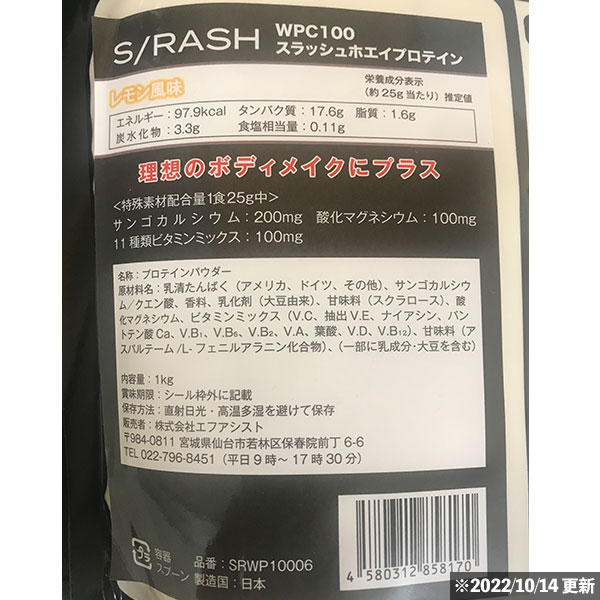 S/RASH WPC100
スラッシュホエイプロテイン
レモン風味
栄養成分表示
(約25g当たり)推定値
エネルギー:97.9kcal タンパク質:17.6g 脂質:1.6g
炭水化物:3.3g 食塩相当量:0.11g
理想のボディメイクにプラス
<特殊素材配合量1食25g中>
サンゴカルシウム:200mg 酸化マグネシウム:100mg
11種類ビタミンミックス:100mg
名称:プロテインパウダー
原材料名:乳清たんぱく(アメリカ、ドイツ、その他)、サンゴカルシウ
ム/クエン酸、香料、乳化剤(大豆由来)、甘味料(スクラロース)、酸
化マグネシウム、ビタミンミックス(V.C、抽出V.E、ナイアシン、パン
トテン酸Ca、V.B₁、V.B₆、V.B₂、V.A、葉酸、V.D、V.B₁₂)、甘味料(ア
スパルテーム/L-フェニルアラニン化合物)、(一部に乳成分・大豆を含む)
内容量:1kg
賞味期限:シール枠外に記載
保存方法:直射日光・高温多湿を避けて保存
販売者:株式会社エフアシスト
〒984-0811 宮城県仙台市若林区保春院前丁6-6
TEL 022-796-8451(平日9時~17時30分)
プラ
容器
スプーン
品番:SRWP10006
製造国:日本
4 580312 858170
※2022/10/14更新